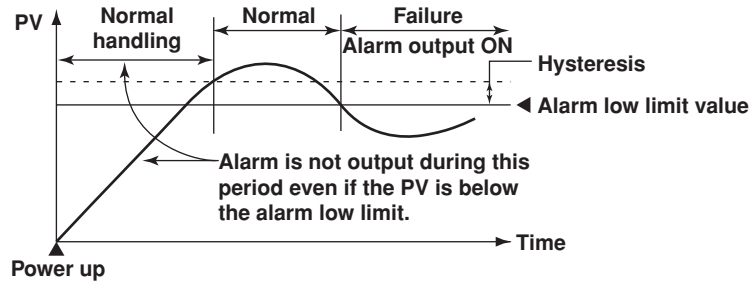 PV
Normal
handling
Normal
Failure
Alarm output ON
Hysteresis
Alarm low limit value
Alarm is not output during this
period even if the PV is below
the alarm low limit.
Time
Power up